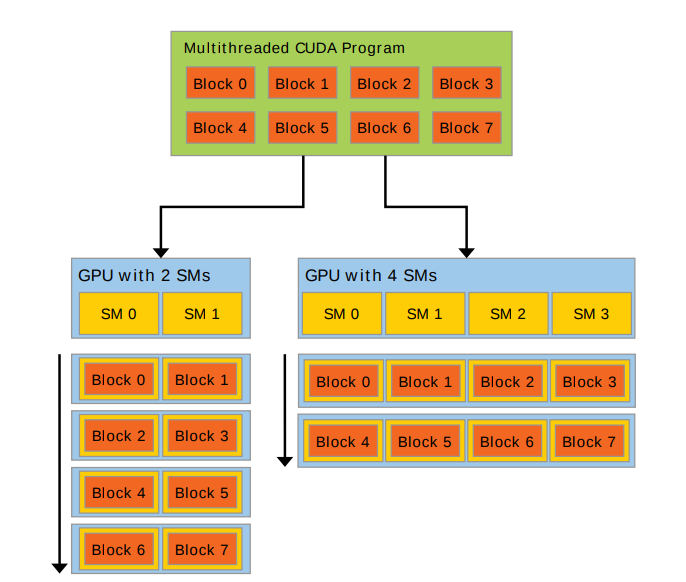 Multithreaded CUDA Program
Block 0 Block 1 Block 2 Block 3
Block 4 Block 5 Block 6 Block 7
GPU with 2 SMs
SM 0 SM 1
Block 0 Block 1
Block 2 Block 3
Block 4 Block 5
Block 6 Block 7
GPU with 4 SMs
SM 0 SM 1 SM 2 SM 3
Block 0 Block 1 Block 2 Block 3
Block 4 Block 5 Block 6 Block 7